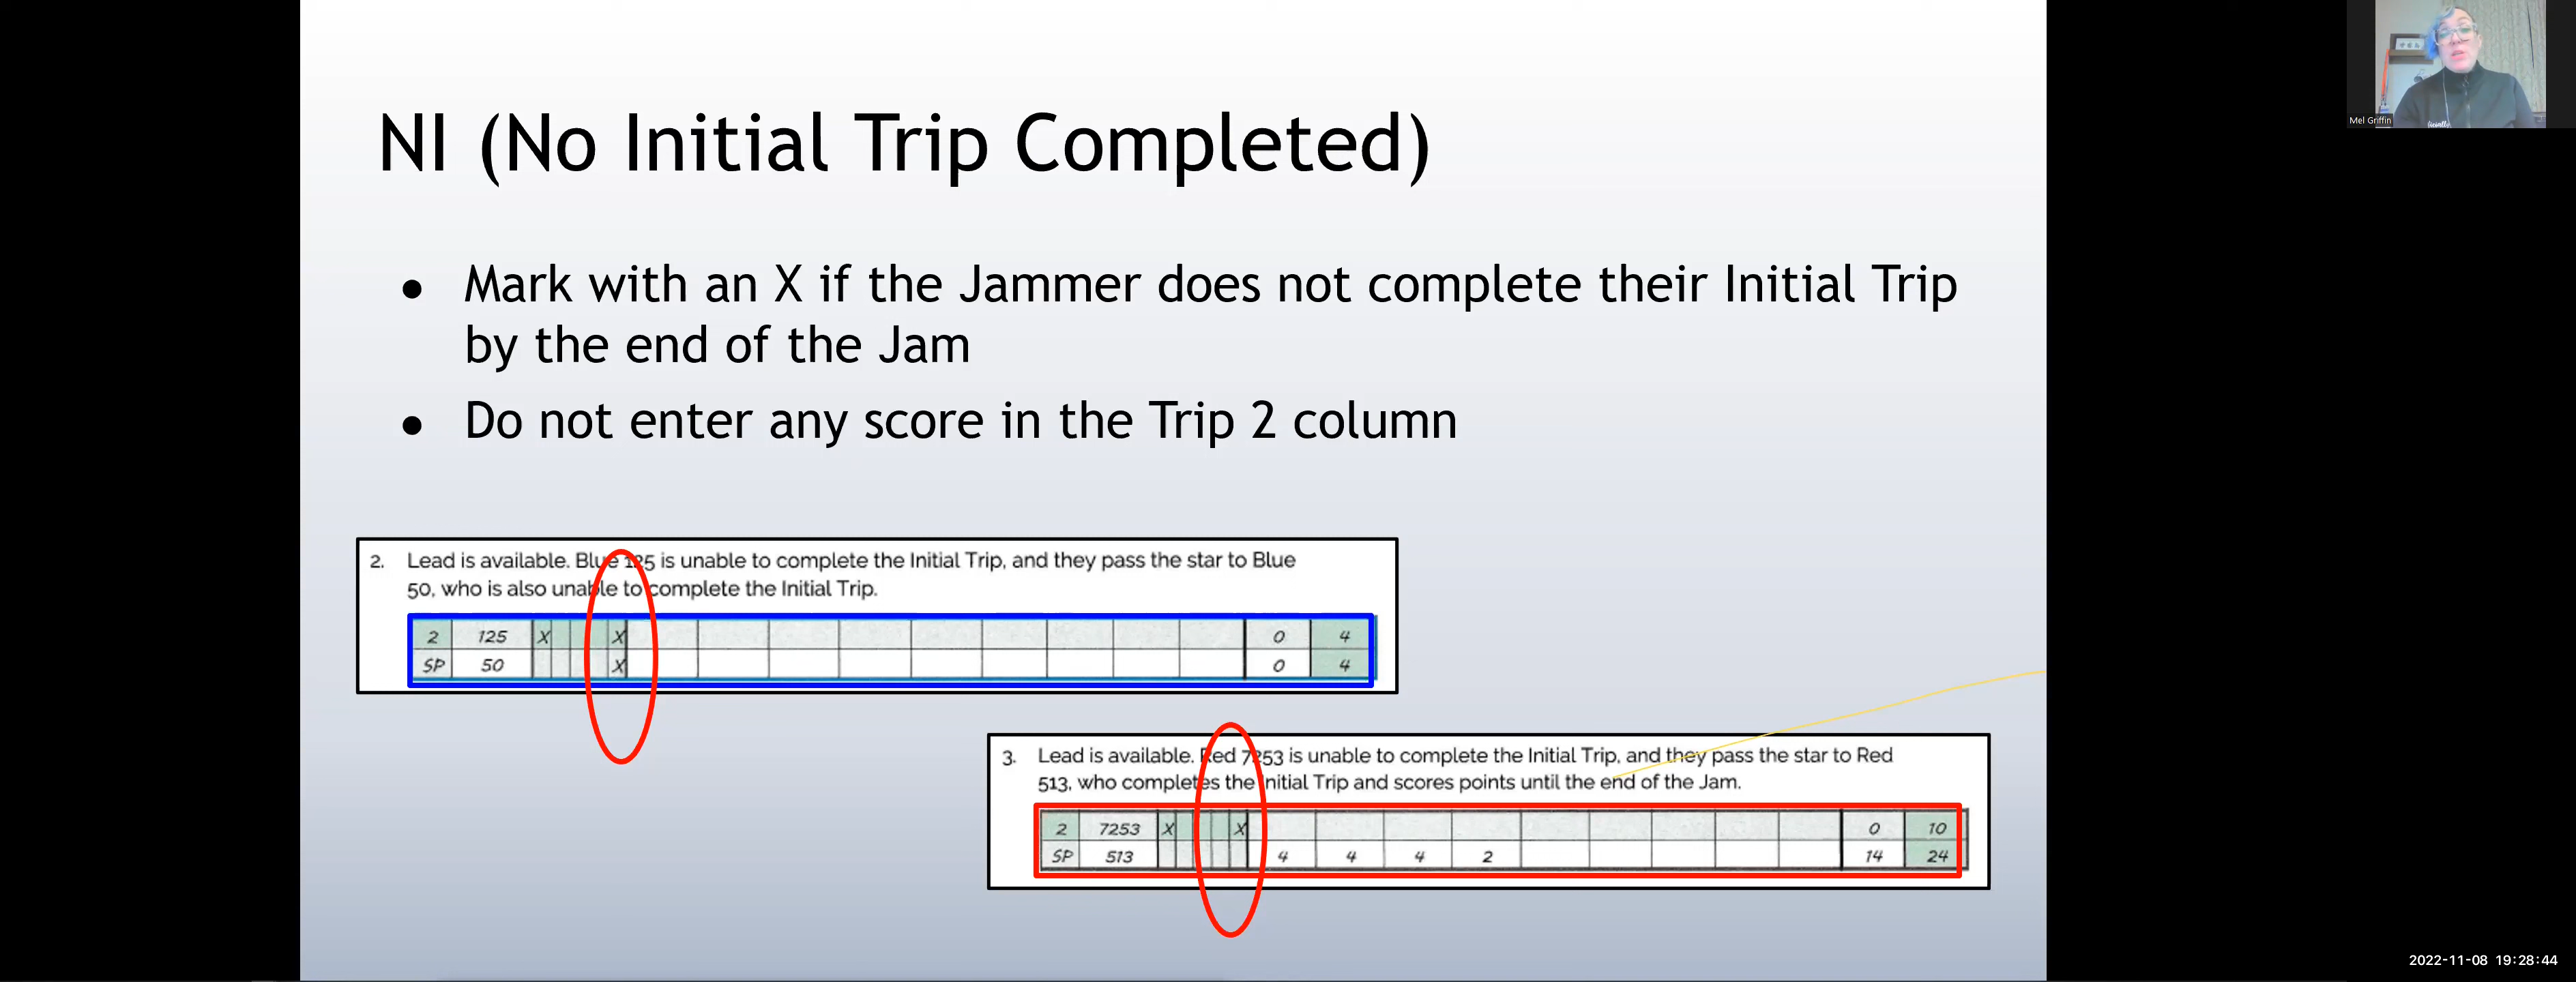 NI (No Initial Trip Completed)
● Mark with an X if the Jammer does not complete their Initial Trip
by the end of the Jam
● Do not enter any score in the Trip 2 column
2. Lead is available. Blue 125 is unable to complete the Initial Trip, and they pass the star to Blue
50, who is also unable to complete the Initial Trip.
2 125 X X 0 4
SP 50 X 0 4
3. Lead is available. Red 7253 is unable to complete the Initial Trip, and they pass the star to Red
513, who completes the Initial Trip and scores points until the end of the Jam.
2 7253 X X 0 10
SP 513 4 4 4 2 14 24
Mel Griffin
2022-11-08 19:28:44